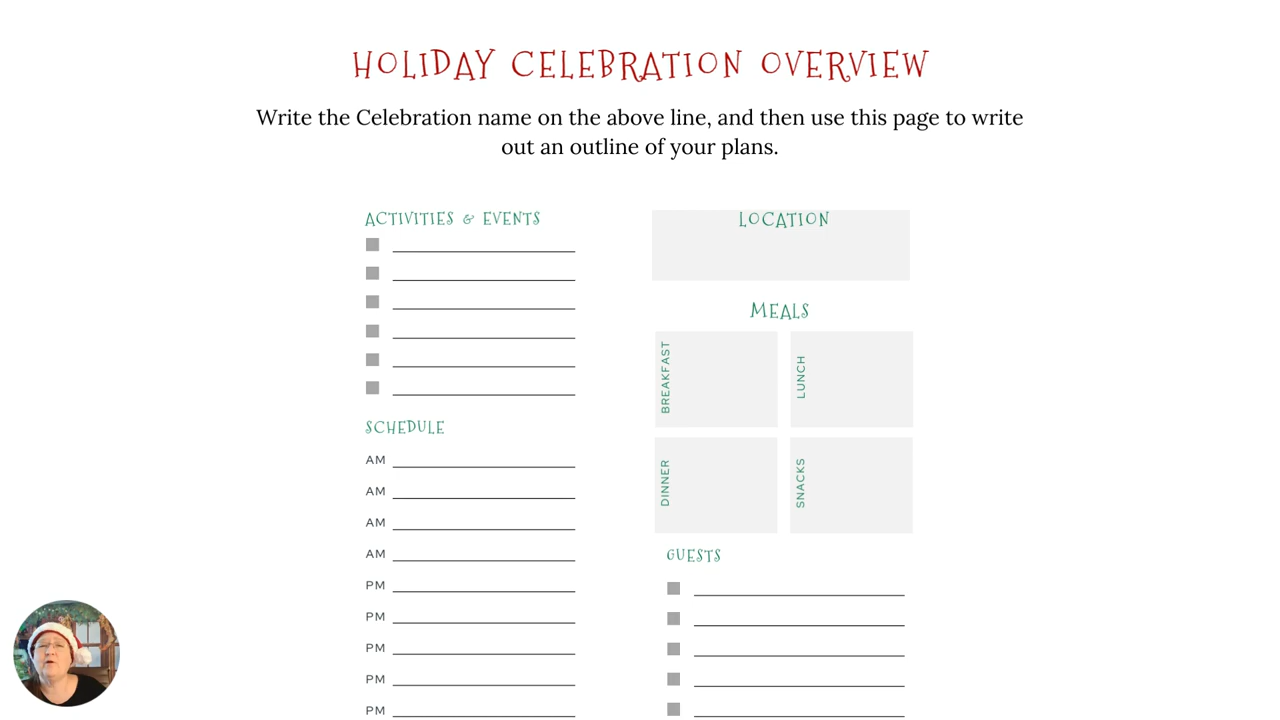 HOLIDAY CELEBRATION OVERVIEW
Write the Celebration name on the above line, and then use this page to write
out an outline of your plans.
ACTIVITIES & EVENTS
SCHEDULE
AM
AM
AM
AM
PM
PM
PM
PM
PM
LOCATION
MEALS
BREAKFAST
LUNCH
DINNER
SNACKS
GUESTS